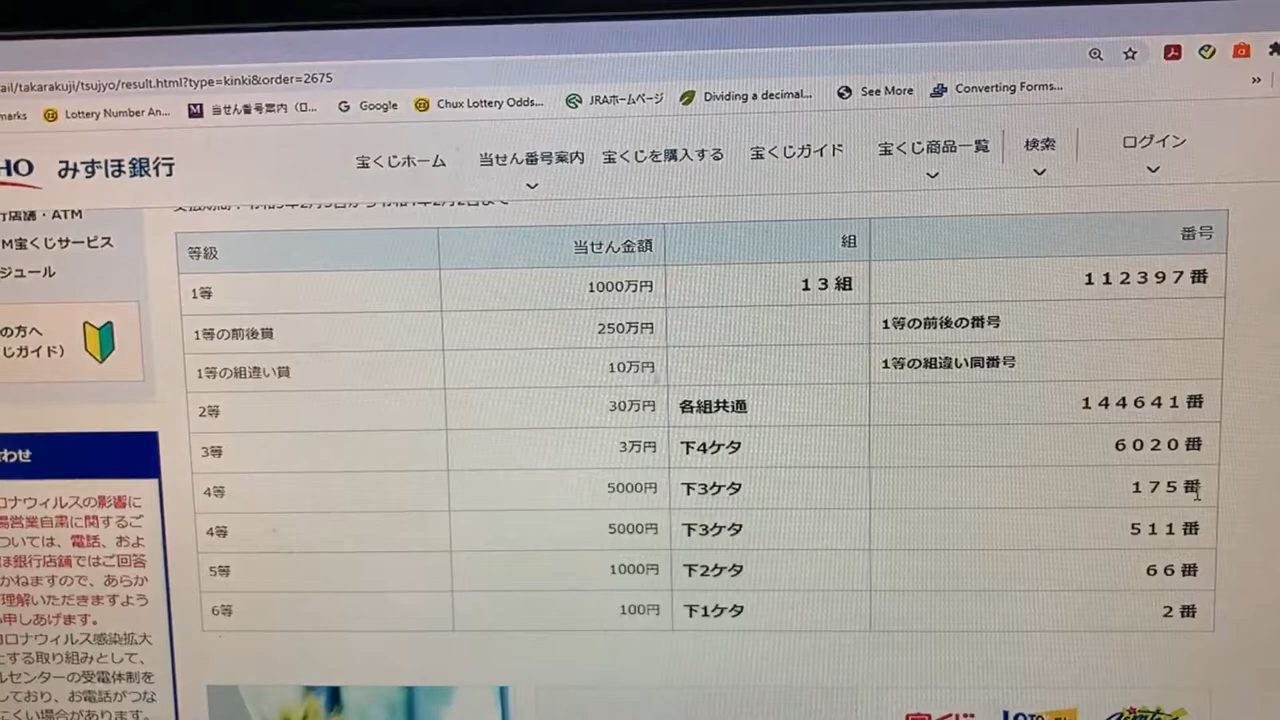 ail/takarakuji/tsujyo/result.html?type=kinki&order=2675
marks
Lottery Number An...
当せん番号案内（ロ...
Google
Chux Lottery Odds...
JRAホームページ
Dividing a decimal...
See More
Converting Forms...
»
HO みずほ銀行
宝くじホーム
当せん番号案内
宝くじを購入する
宝くじガイド
宝くじ商品一覧
検索
ログイン
行店舗・ATM
M宝くじサービス
ジュール
の方へ
じガイド）
等級 当せん金額 組 番号
1等 1000万円 13組 112397番
1等の前後賞 250万円 1等の前後の番号
1等の組違い賞 10万円 1等の組違い同番号
2等 30万円 各組共通 144641番
3等 3万円 下4ケタ 6020番
4等 5000円 下3ケタ 175番
4等 5000円 下3ケタ 511番
5等 1000円 下2ケタ 66番
6等 100円 下1ケタ 2番
わせ
ロナウィルスの影響に
場営業自粛に関するご
ついては、電話、およ
ほ銀行店舗ではご回答
かねますので、あらか
理解いただきますよう
申しあげます。
コロナウィルス感染拡大
とする取り組みとして、
ルセンターの受電体制を
しており、お電話がつな
にくい場合があります。